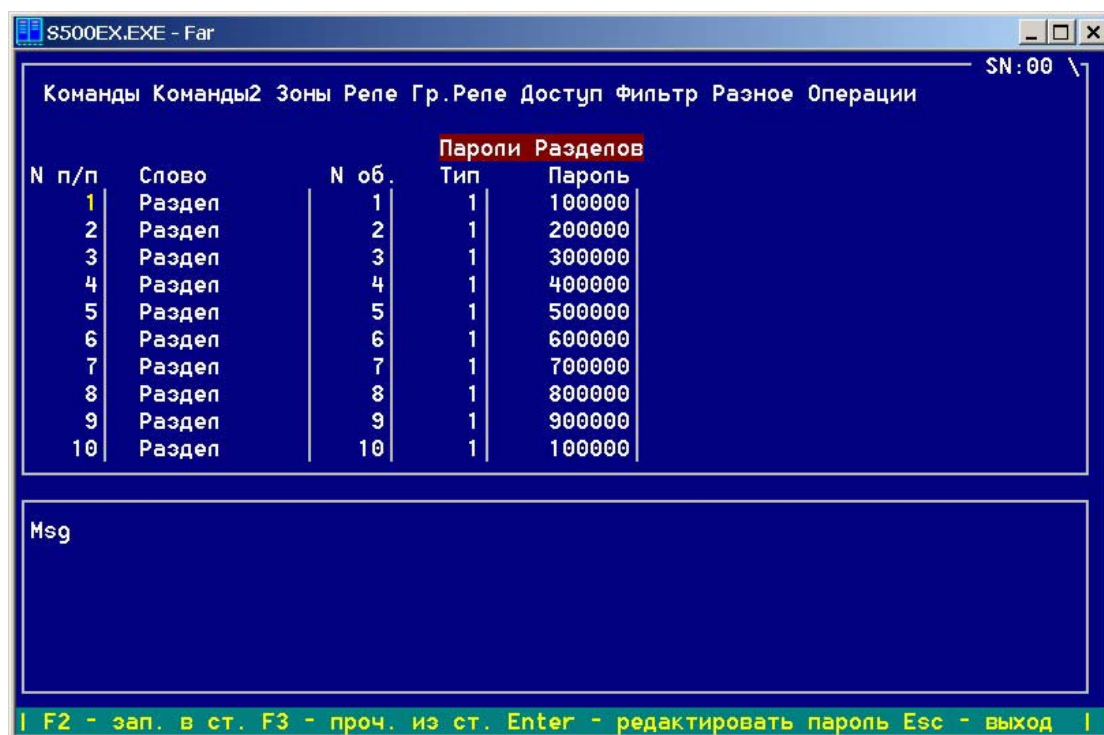 S500EX.EXE - Far
SN:00 \
Команды Команды2 Зоны Реле Гр.Реле Доступ Фильтр Разное Операции
Пароли Разделов
N п/п Слово N об. Тип Пароль
1 Раздел 1 1 100000
2 Раздел 2 1 200000
3 Раздел 3 1 300000
4 Раздел 4 1 400000
5 Раздел 5 1 500000
6 Раздел 6 1 600000
7 Раздел 7 1 700000
8 Раздел 8 1 800000
9 Раздел 9 1 900000
10 Раздел 10 1 100000
Msg
| F2 - зап. в ст. F3 - проч. из ст. Enter - редактировать пароль Esc - выход |